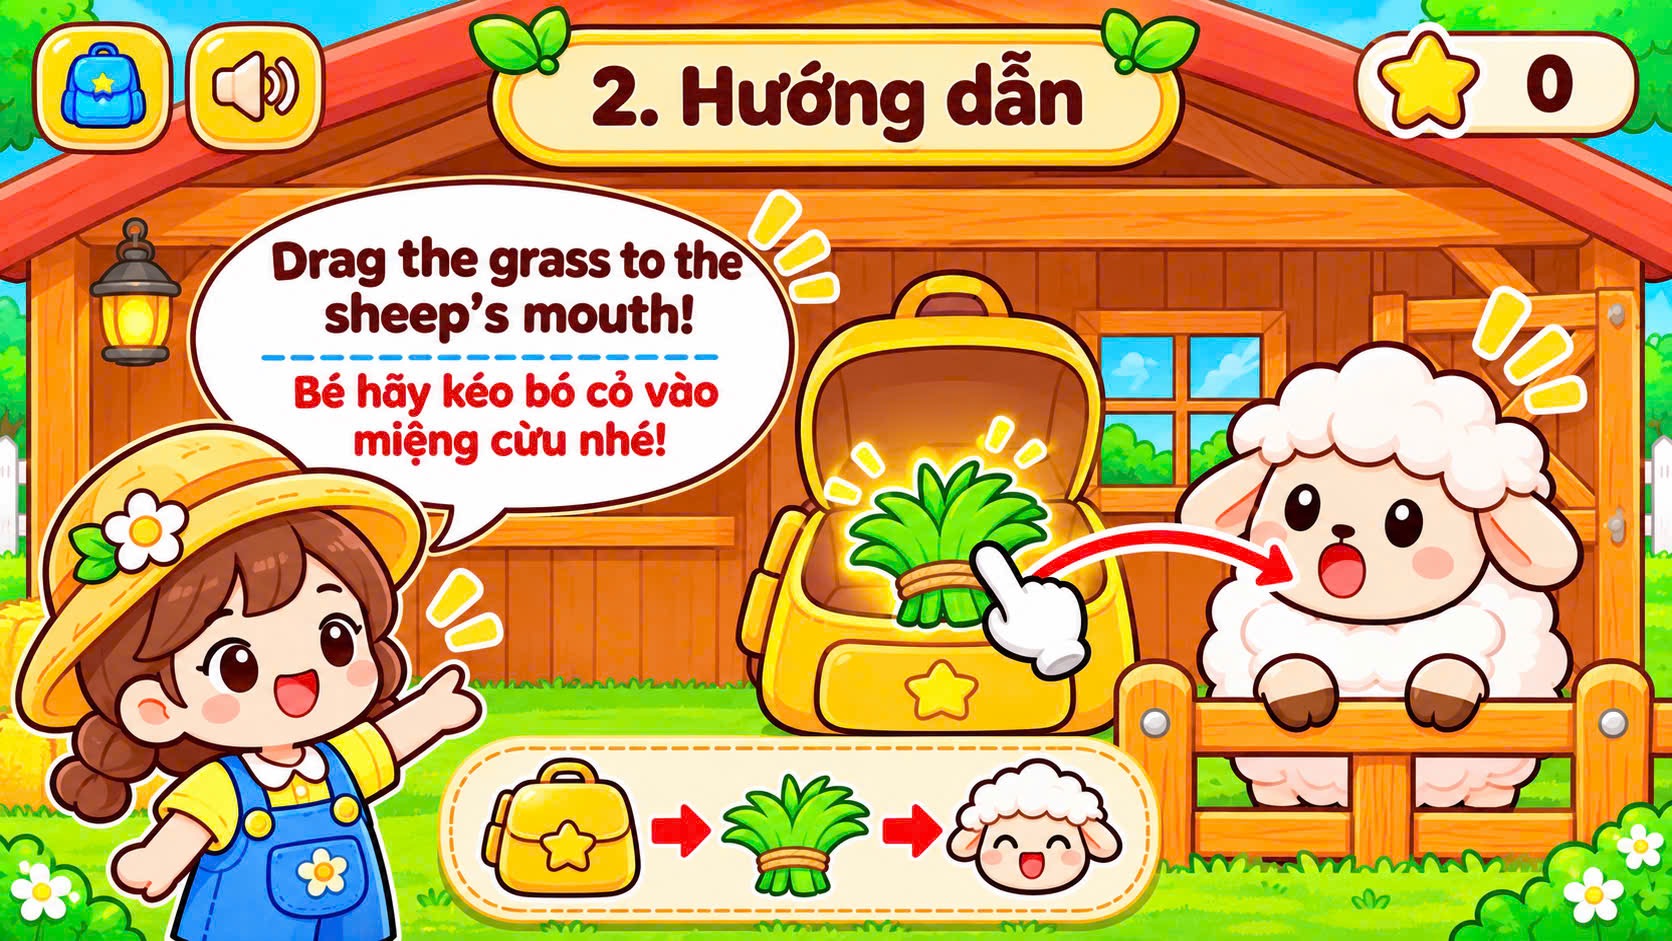 2. Hướng dẫn
0
Drag the grass to the
sheep's mouth!
Bé hãy kéo bó cỏ vào
miệng cừu nhé!